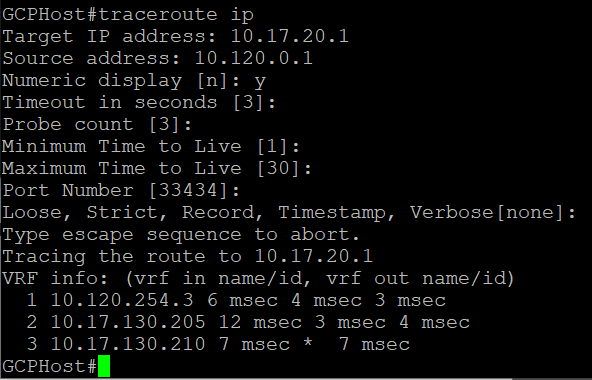 GCPHost#traceroute ip
Target IP address: 10.17.20.1
Source address: 10.120.0.1
Numeric display [n]: y
Timeout in seconds [3]:
Probe count [3]:
Minimum Time to Live [1]:
Maximum Time to Live [30]:
Port Number [33434]:
Loose, Strict, Record, Timestamp, Verbose[none]:
Type escape sequence to abort.
Tracing the route to 10.17.20.1
VRF info: (vrf in name/id, vrf out name/id)
  1 10.120.254.3 6 msec 4 msec 3 msec
  2 10.17.130.205 12 msec 3 msec 4 msec
  3 10.17.130.210 7 msec *  7 msec
GCPHost#